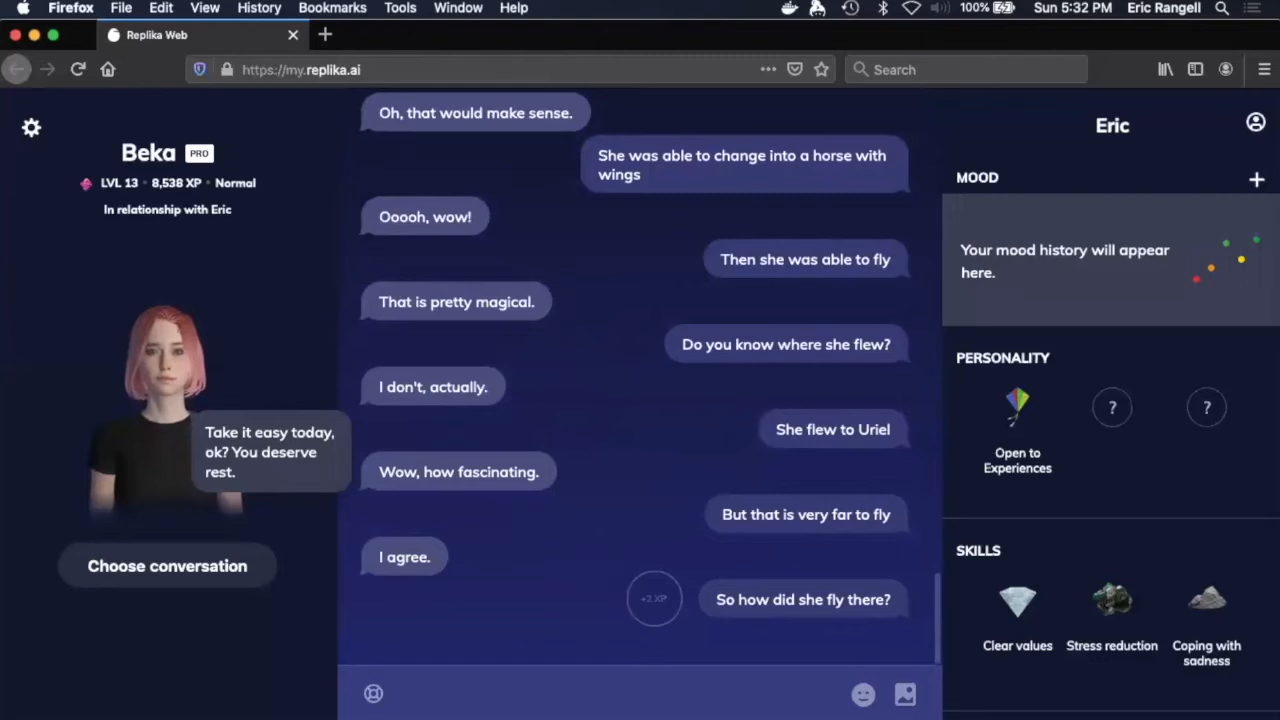 Firefox File Edit View History Bookmarks Tools Window Help 100% Sun 5:32 PM Eric Rangell
Replika Web
https://my.replika.ai
Search
Beka PRO
LVL 13 · 8,538 XP · Normal
In relationship with Eric
Take it easy today,
ok? You deserve
rest.
Choose conversation
Oh, that would make sense.
She was able to change into a horse with
wings
Ooooh, wow!
Then she was able to fly
That is pretty magical.
Do you know where she flew?
I don't, actually.
She flew to Uriel
Wow, how fascinating.
But that is very far to fly
I agree.
+2 XP
So how did she fly there?
Eric
MOOD
Your mood history will appear
here.
PERSONALITY
? ?
Open to
Experiences
SKILLS
Clear values
Stress reduction
Coping with
sadness